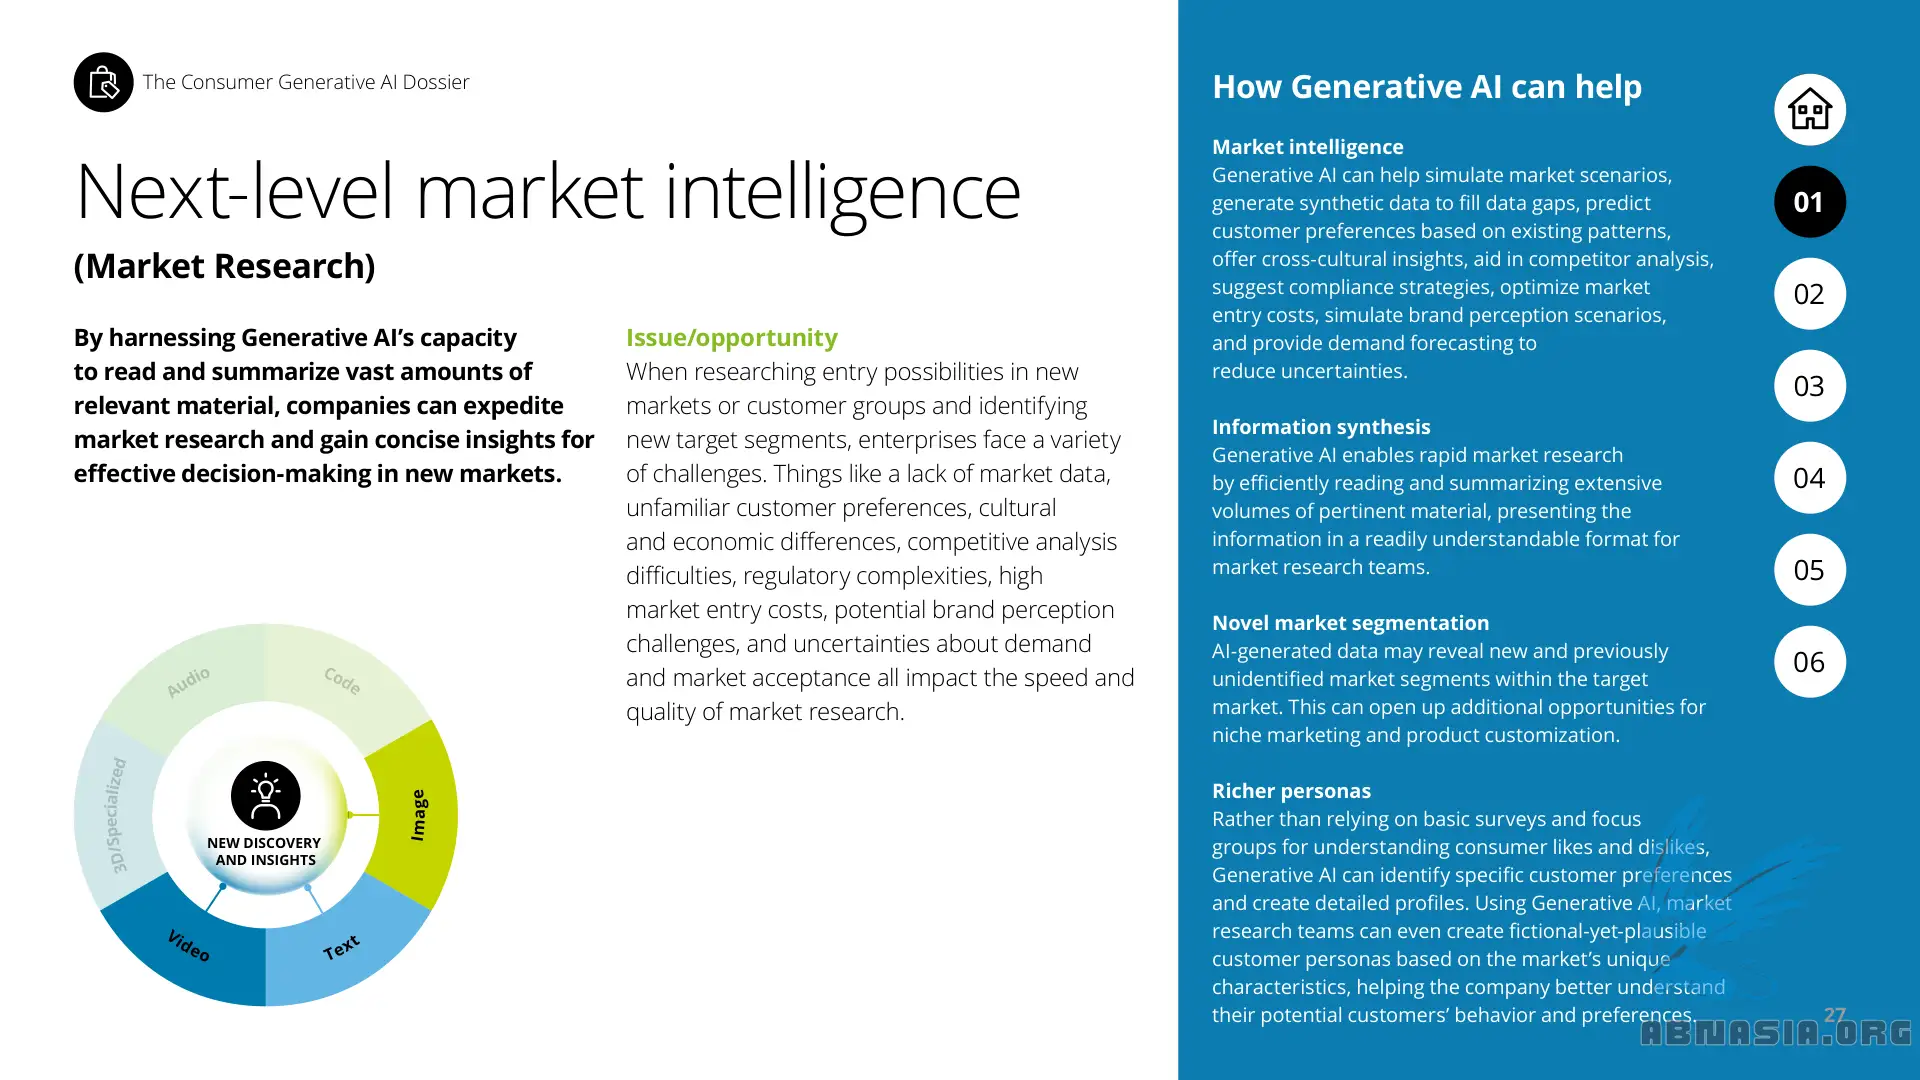 The Consumer Generative AI Dossier
Next-level market intelligence
(Market Research)
By harnessing Generative AI’s capacity
to read and summarize vast amounts of
relevant material, companies can expedite
market research and gain concise insights for
effective decision-making in new markets.
Issue/opportunity
When researching entry possibilities in new
markets or customer groups and identifying
new target segments, enterprises face a variety
of challenges. Things like a lack of market data,
unfamiliar customer preferences, cultural
and economic differences, competitive analysis
difficulties, regulatory complexities, high
market entry costs, potential brand perception
challenges, and uncertainties about demand
and market acceptance all impact the speed and
quality of market research.
Audio
Code
3D/Specialized
Image
Video
Text
NEW DISCOVERY
AND INSIGHTS
How Generative AI can help
Market intelligence
Generative AI can help simulate market scenarios,
generate synthetic data to fill data gaps, predict
customer preferences based on existing patterns,
offer cross-cultural insights, aid in competitor analysis,
suggest compliance strategies, optimize market
entry costs, simulate brand perception scenarios,
and provide demand forecasting to
reduce uncertainties.
Information synthesis
Generative AI enables rapid market research
by efficiently reading and summarizing extensive
volumes of pertinent material, presenting the
information in a readily understandable format for
market research teams.
Novel market segmentation
AI-generated data may reveal new and previously
unidentified market segments within the target
market. This can open up additional opportunities for
niche marketing and product customization.
Richer personas
Rather than relying on basic surveys and focus
groups for understanding consumer likes and dislikes,
Generative AI can identify specific customer preferences
and create detailed profiles. Using Generative AI, market
research teams can even create fictional-yet-plausible
customer personas based on the market’s unique
characteristics, helping the company better understand
their potential customers’ behavior and preferences.
01
02
03
04
05
06
27
ABNASIA.ORG